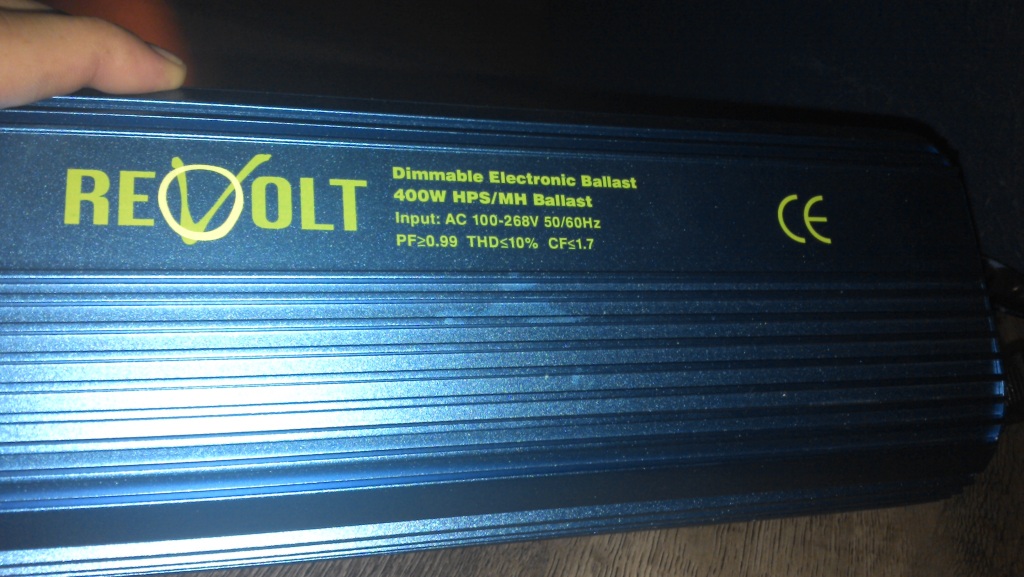 REVOLT
Dimmable Electronic Ballast
400W HPS/MH Ballast
Input: AC 100-268V 50/60Hz
PF≥0.99 THD≤10% CF≤1.7
CE